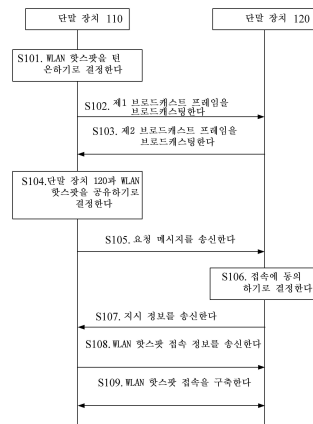 단말 장치 110
단말 장치 120
S101. WLAN 핫스팟을 턴
온하기로 결정한다
S102. 제1 브로드캐스트 프레임을
브로드캐스팅한다
S103. 제2 브로드캐스트 프레임을
브로드캐스팅한다
S104.단말 장치 120과 WLAN
핫스팟을 공유하기로
결정한다
S105. 요청 메시지를 송신한다
S106. 접속에 동의
하기로 결정한다
S107. 지시 정보를 송신한다
S108. WLAN 핫스팟 접속 정보를 송신한다
S109. WLAN 핫스팟 접속을 구축한다